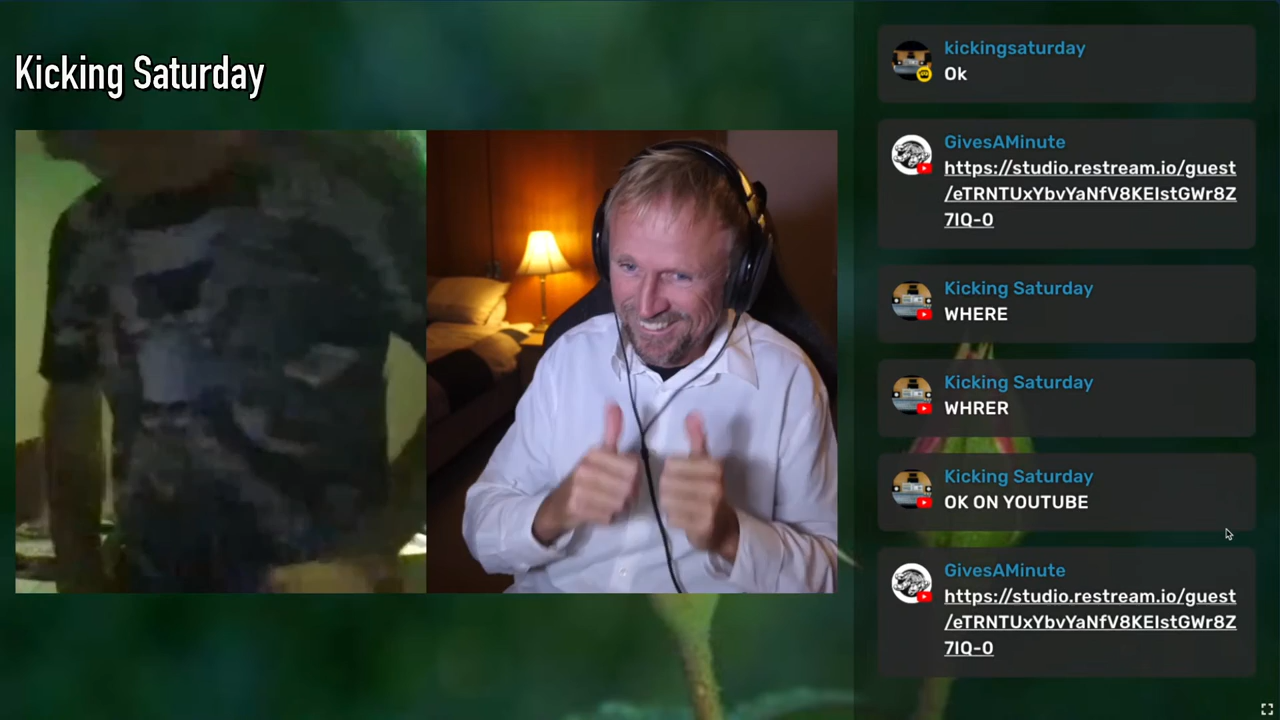 Kicking Saturday
kickingsaturday
Ok
GivesAMinute
https://studio.restream.io/guest
/eTRNTUxYbvYaNfV8KEIstGWr8Z
7IQ-0
Kicking Saturday
WHERE
Kicking Saturday
WHRER
Kicking Saturday
OK ON YOUTUBE
GivesAMinute
https://studio.restream.io/guest
/eTRNTUxYbvYaNfV8KEIstGWr8Z
7IQ-0